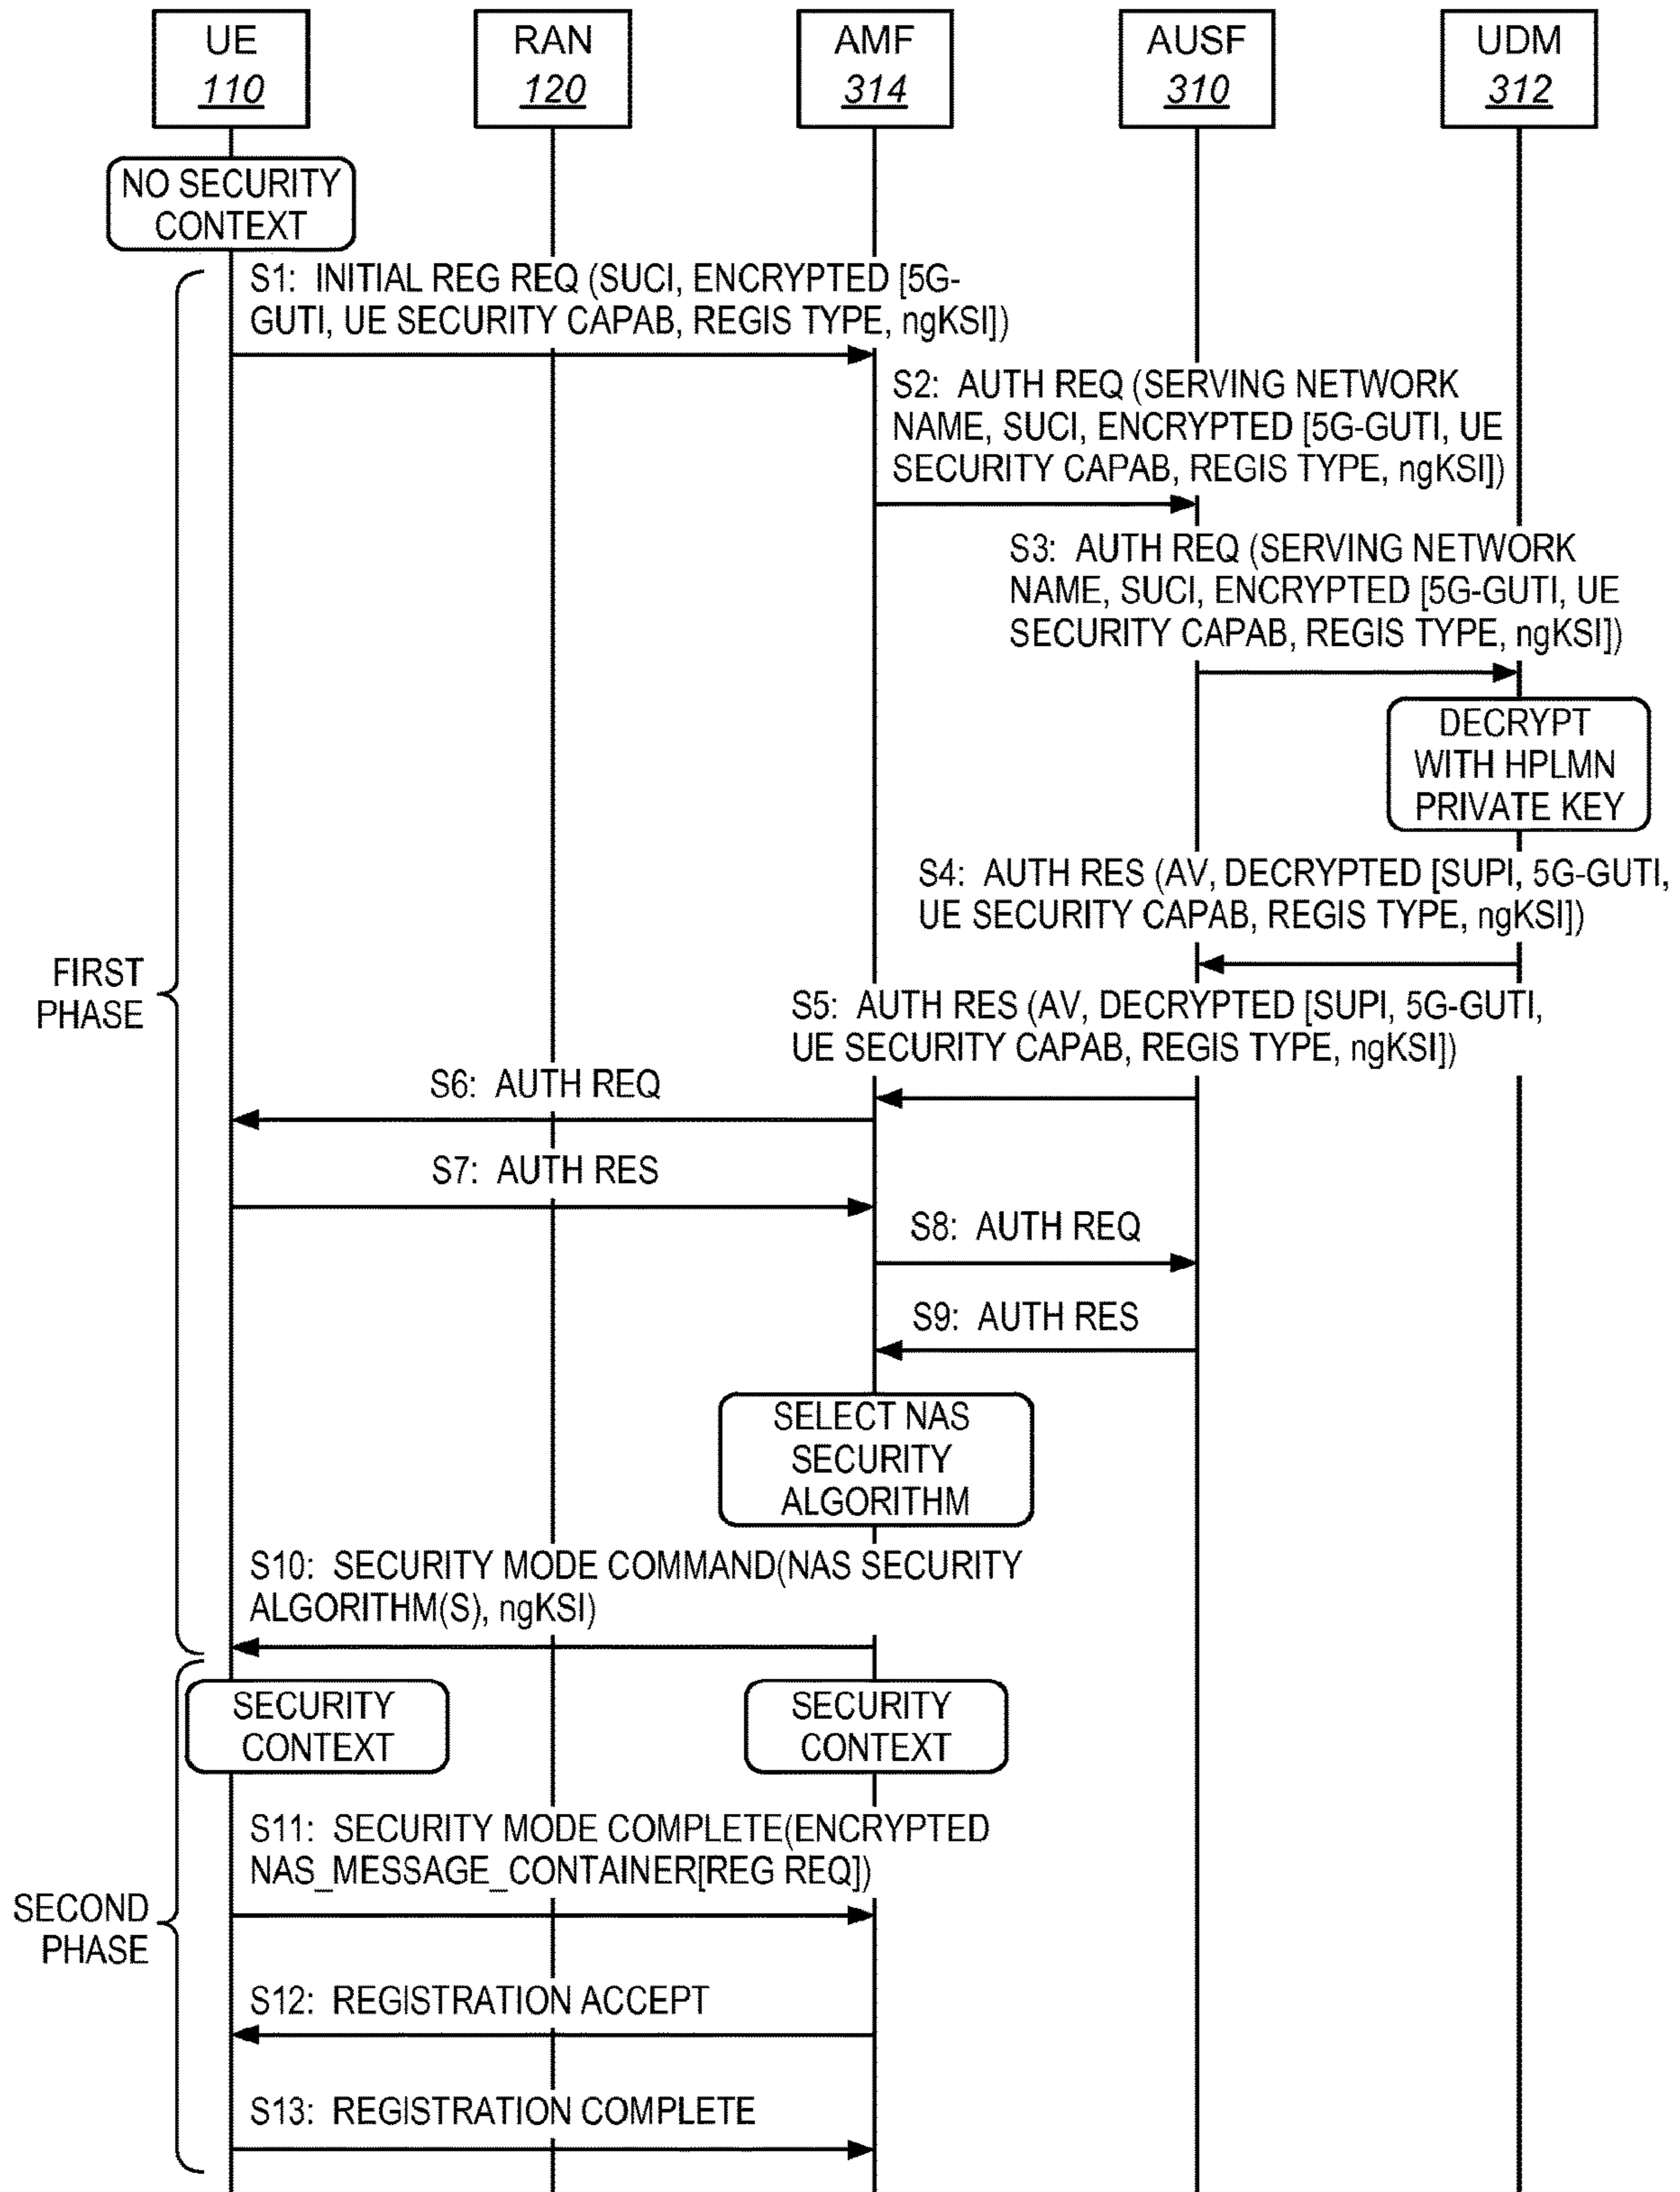 UE
110
RAN
120
AMF
314
AUSF
310
UDM
312
NO SECURITY
CONTEXT
S1: INITIAL REG REQ (SUCI, ENCRYPTED [5G-
GUTI, UE SECURITY CAPAB, REGIS TYPE, ngKSI])
S2: AUTH REQ (SERVING NETWORK
NAME, SUCI, ENCRYPTED [5G-GUTI, UE
SECURITY CAPAB, REGIS TYPE, ngKSI])
S3: AUTH REQ (SERVING NETWORK
NAME, SUCI, ENCRYPTED [5G-GUTI, UE
SECURITY CAPAB, REGIS TYPE, ngKSI])
DECRYPT
WITH HPLMN
PRIVATE KEY
S4: AUTH RES (AV, DECRYPTED [SUPI, 5G-GUTI,
UE SECURITY CAPAB, REGIS TYPE, ngKSI])
FIRST
PHASE
S5: AUTH RES (AV, DECRYPTED [SUPI, 5G-GUTI,
UE SECURITY CAPAB, REGIS TYPE, ngKSI])
S6: AUTH REQ
S7: AUTH RES
S8: AUTH REQ
S9: AUTH RES
SELECT NAS
SECURITY
ALGORITHM
S10: SECURITY MODE COMMAND(NAS SECURITY
ALGORITHM(S), ngKSI)
SECURITY
CONTEXT
SECURITY
CONTEXT
S11: SECURITY MODE COMPLETE(ENCRYPTED
NAS_MESSAGE_CONTAINER[REG REQ])
SECOND
PHASE
S12: REGISTRATION ACCEPT
S13: REGISTRATION COMPLETE